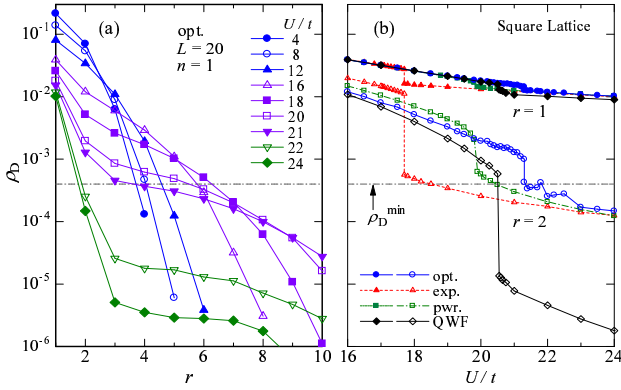 (a)
opt.
L = 20
n = 1
U / t
4
8
12
16
18
20
21
22
24
10^-1
10^-2
10^-3
10^-4
10^-5
10^-6
ρ_D
2
4
6
8
10
r
(b)
Square Lattice
r = 1
ρ_D^min
r = 2
opt.
exp.
pwr.
QWF
16
18
20
22
24
U / t